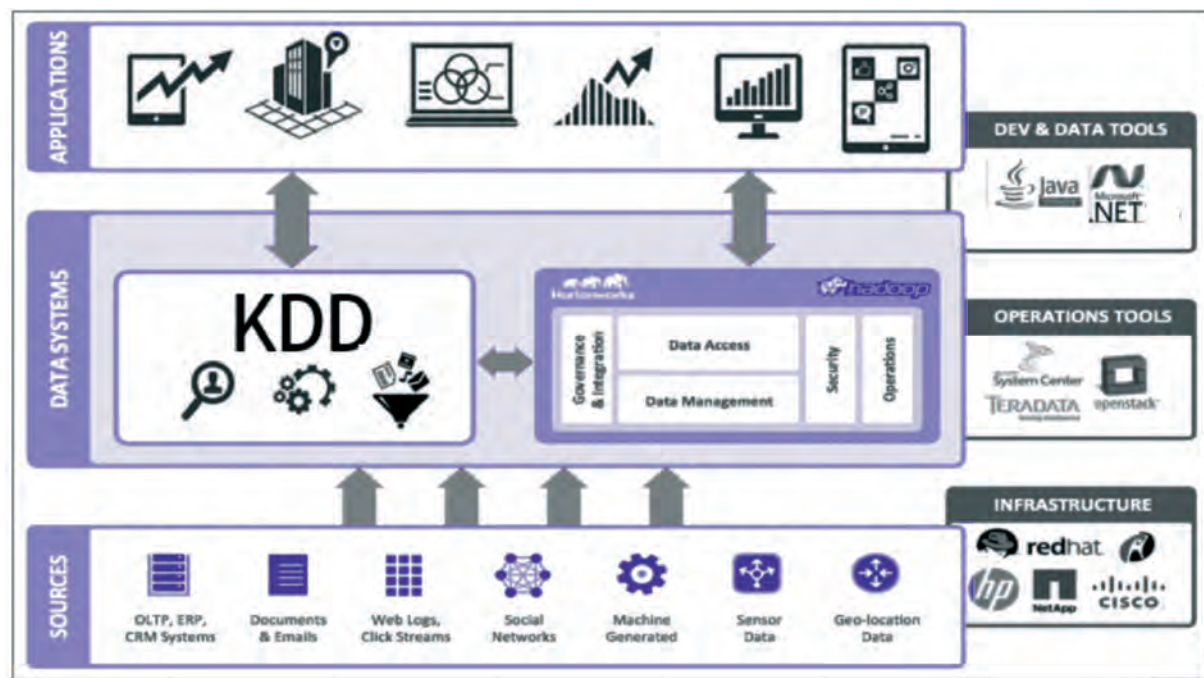 APPLICATIONS
DEV & DATA TOOLS
Java
Microsoft
.NET
DATA SYSTEMS
KDD
Hortonworks
hadoop
Governance
& Integration
Data Access
Data Management
Security
Operations
OPERATIONS TOOLS
System Center
TERADATA
openstack
SOURCES
OLTP, ERP,
CRM Systems
Documents
& Emails
Web Logs,
Click Streams
Social
Networks
Machine
Generated
Sensor
Data
Geo-location
Data
INFRASTRUCTURE
redhat
hp
NetApp
CISCO